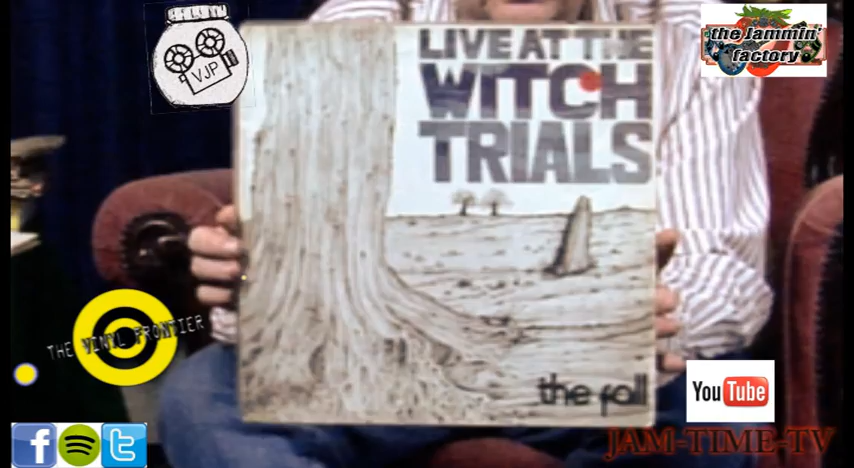 VJP
LIVE AT THE
WITCH
TRIALS
the Jammin'
factory
THE VINYL FRONTIER
the fall
YouTube
JAM-TIME-TV